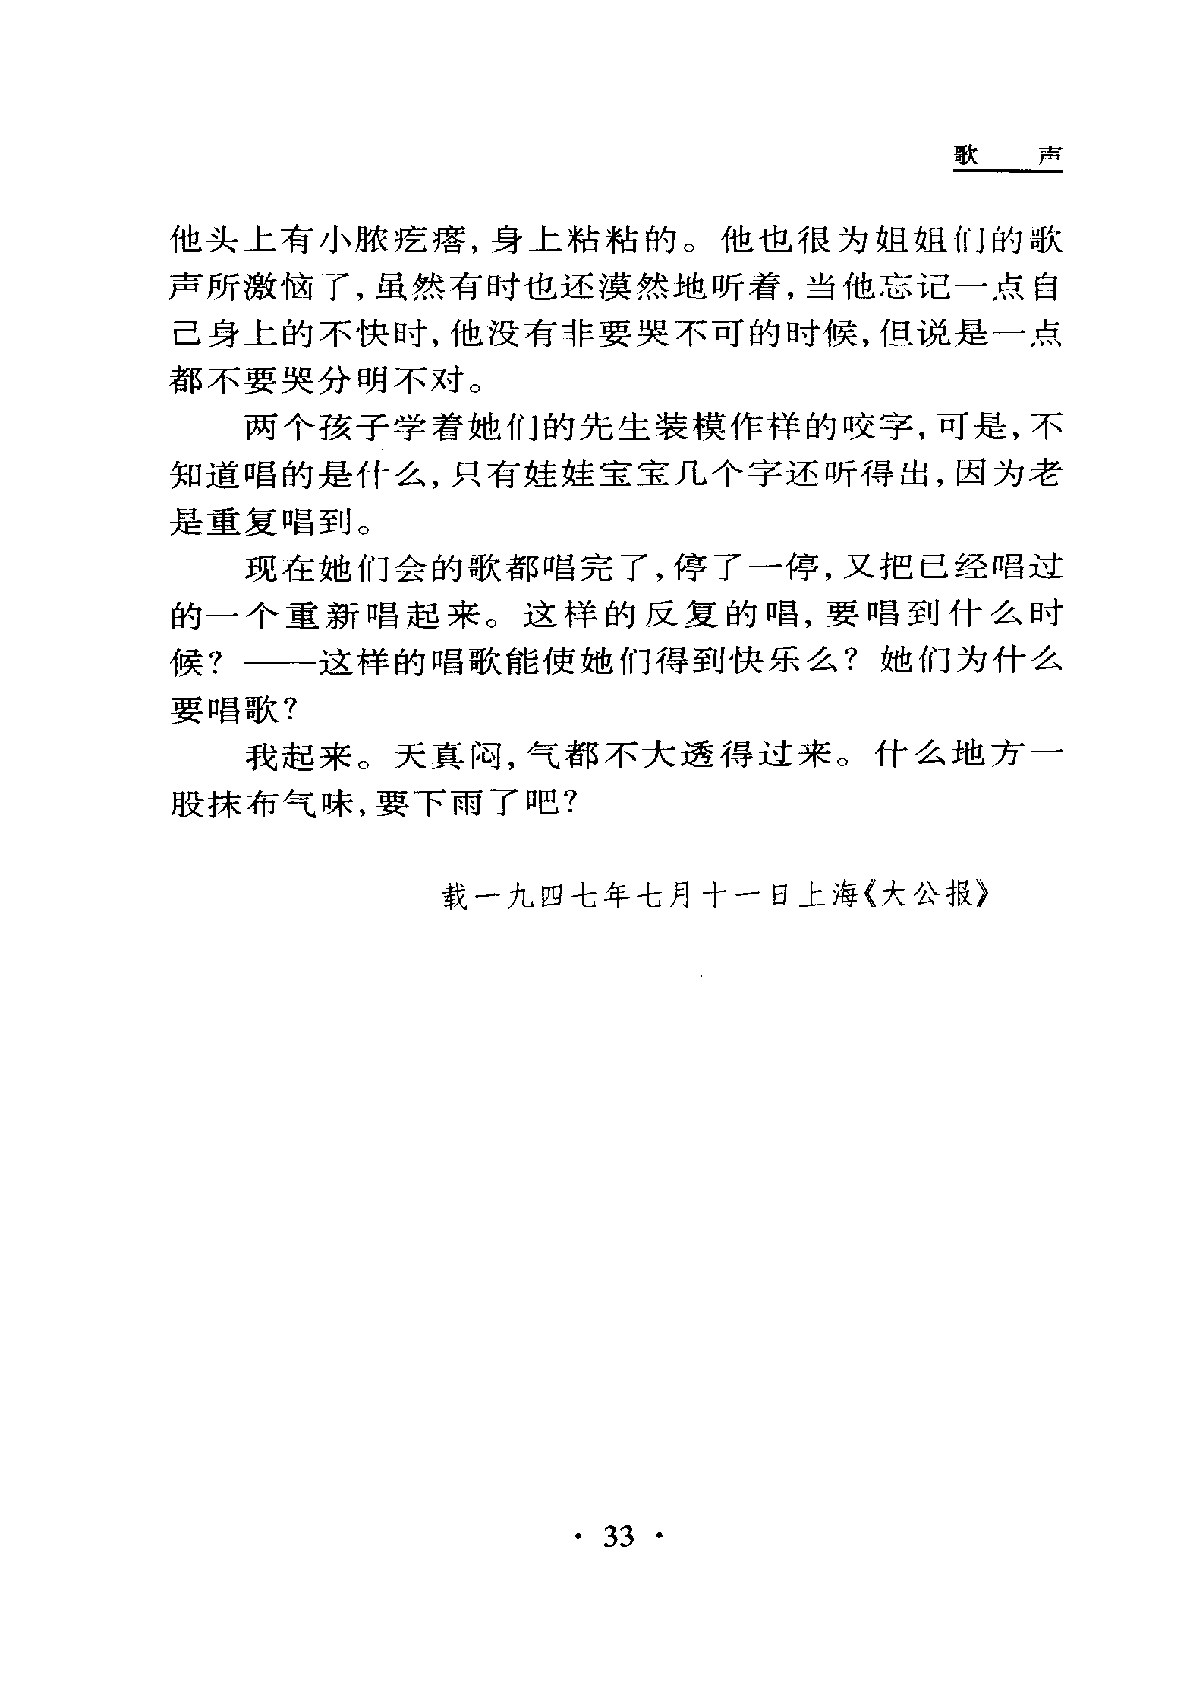 歌　声
他头上有小脓疙瘩,身上粘粘的。他也很为姐姐们的歌
声所激恼了,虽然有时也还漠然地听着,当他忘记一点自
己身上的不快时,他没有非要哭不可的时候,但说是一点
都不要哭分明不对。
两个孩子学着她们的先生装模作样的咬字,可是,不
知道唱的是什么,只有娃娃宝宝几个字还听得出,因为老
是重复唱到。
现在她们会的歌都唱完了,停了一停,又把已经唱过
的一个重新唱起来。这样的反复的唱,要唱到什么时
候?——这样的唱歌能使她们得到快乐么?她们为什么
要唱歌?
我起来。天真闷,气都不大透得过来。什么地方一
股抹布气味,要下雨了吧?
载一九四七年七月十一日上海《大公报》
· 33 ·